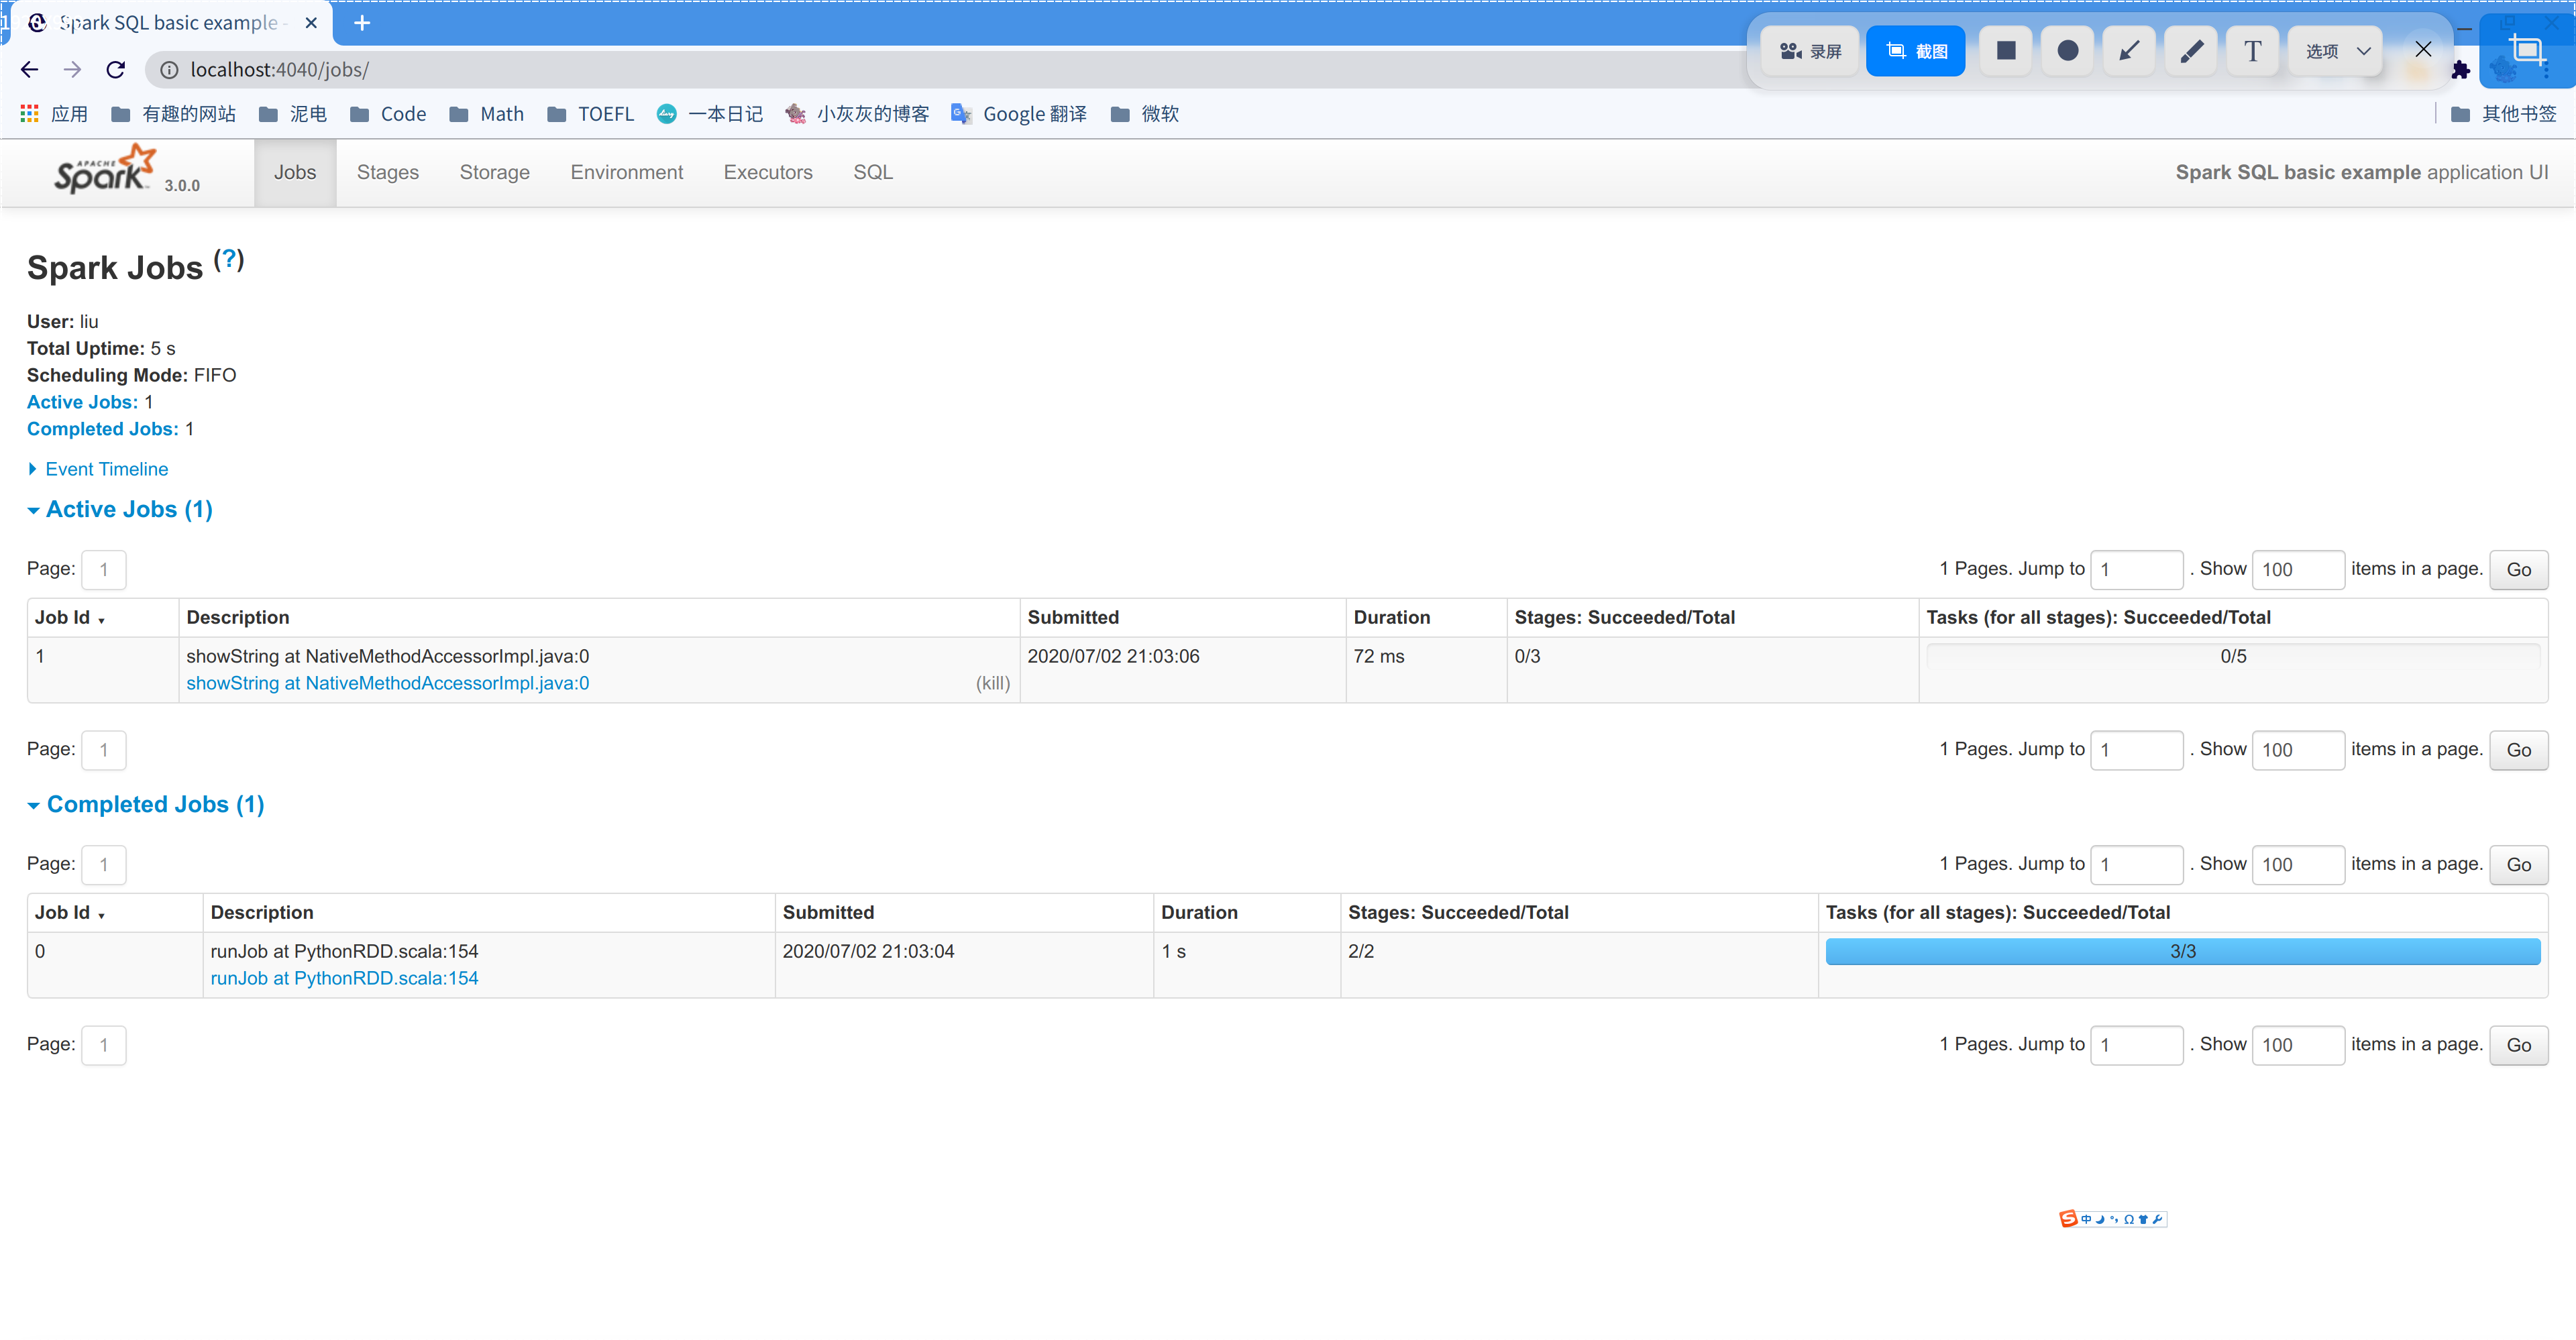 Spark SQL basic example -
localhost:4040/jobs/
录屏 截图 T 选项
应用 有趣的网站 泥电 Code Math TOEFL 一本日记 小灰灰的博客 Google 翻译 微软 其他书签
APACHE Spark 3.0.0 Jobs Stages Storage Environment Executors SQL Spark SQL basic example application UI
Spark Jobs (?)
User: liu
Total Uptime: 5 s
Scheduling Mode: FIFO
Active Jobs: 1
Completed Jobs: 1
Event Timeline
Active Jobs (1)
Page: 1 1 Pages. Jump to 1 . Show 100 items in a page. Go
Job Id Description Submitted Duration Stages: Succeeded/Total Tasks (for all stages): Succeeded/Total
1 showString at NativeMethodAccessorImpl.java:0 2020/07/02 21:03:06 72 ms 0/3 0/5
showString at NativeMethodAccessorImpl.java:0 (kill)
Page: 1 1 Pages. Jump to 1 . Show 100 items in a page. Go
Completed Jobs (1)
Page: 1 1 Pages. Jump to 1 . Show 100 items in a page. Go
Job Id Description Submitted Duration Stages: Succeeded/Total Tasks (for all stages): Succeeded/Total
0 runJob at PythonRDD.scala:154 2020/07/02 21:03:04 1 s 2/2 3/3
runJob at PythonRDD.scala:154
Page: 1 1 Pages. Jump to 1 . Show 100 items in a page. Go
中